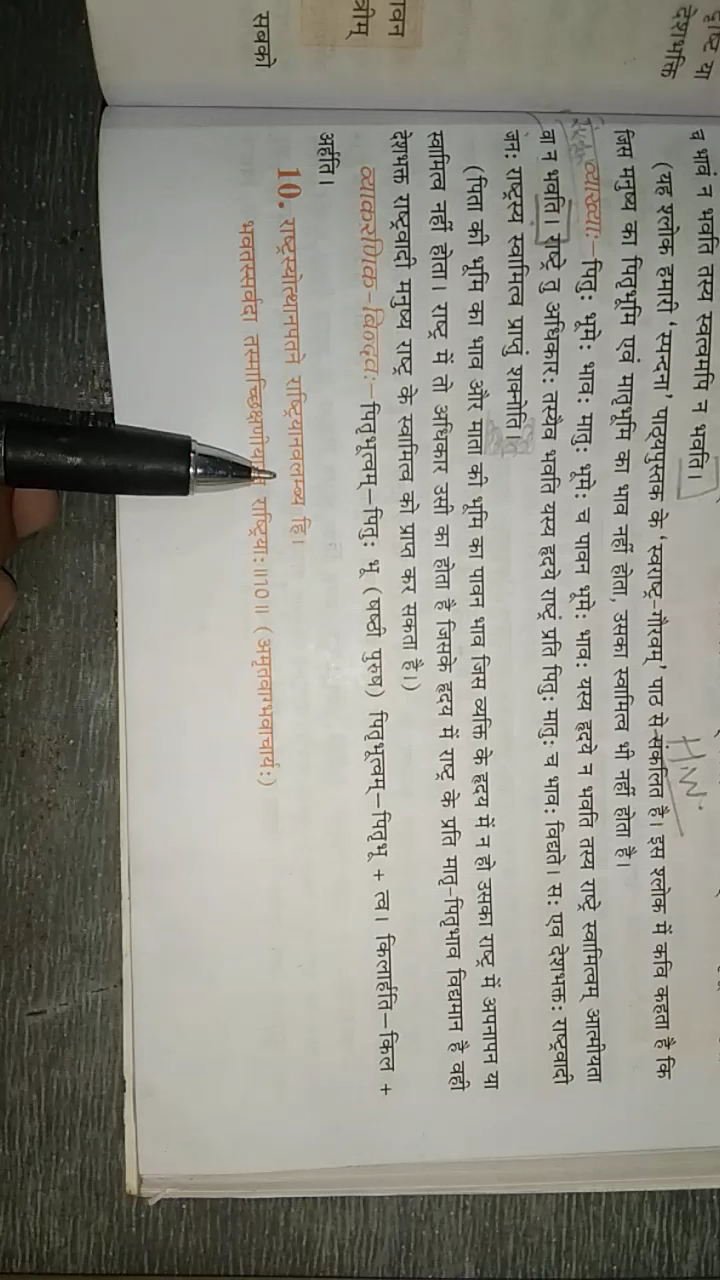 दृष्टि या
देशभक्ति
सबको
च भावं न भवति तस्य स्वत्वमपि न भवति।
(यह श्लोक हमारी 'स्पन्दना' पाठ्यपुस्तक के 'स्वराष्ट्र-गौरवम्' पाठ से संकलित है। इस श्लोक में कवि कहता है कि
जिस मनुष्य का पितृभूमि एवं मातृभूमि का भाव नहीं होता, उसका स्वामित्व भी नहीं होता है।
H.W.
व्याख्या:-पितु: भूमे: भाव: मातु: भूमे: च पावन भूमे: भाव: यस्य हृदये न भवति तस्य राष्ट्रे स्वामित्वम् आत्मीयता
वा न भवति। राष्ट्रे तु अधिकार: तस्यैव भवति यस्य हृदये राष्ट्रं प्रति पितु: मतु: च भाव: विद्यते। स: एव देशभक्त: राष्ट्रवादी
जन: राष्ट्रस्य स्वामित्वं प्राप्तुं शक्नोति।
(पिता की भूमि का भाव और माता की भूमि का पावन भाव जिस व्यक्ति के हृदय में न हो उसका राष्ट्र में अपनापन या
स्वामित्व नहीं होता। राष्ट्र में तो अधिकार उसी का होता है जिसके हृदय में राष्ट्र के प्रति मातृ-पितृभाव विद्यमान है वही
देशभक्त राष्ट्रवादी मनुष्य राष्ट्र के स्वामित्व को प्राप्त कर सकता है।)
व्याकरणिक-बिन्दव:-पितृभूत्वम्-पितु: भू (षष्ठी पुरुष) पितृभूत्वम्-पितृभू + त्व। किलार्हति-किल +
अर्हति।
10. राष्ट्रस्योत्थानपतने राष्ट्रियानवलम्ब्य हि।
भवतस्सर्वदा राष्ट्रिया:॥10॥ (अमृतवाग्भवाचार्य:)